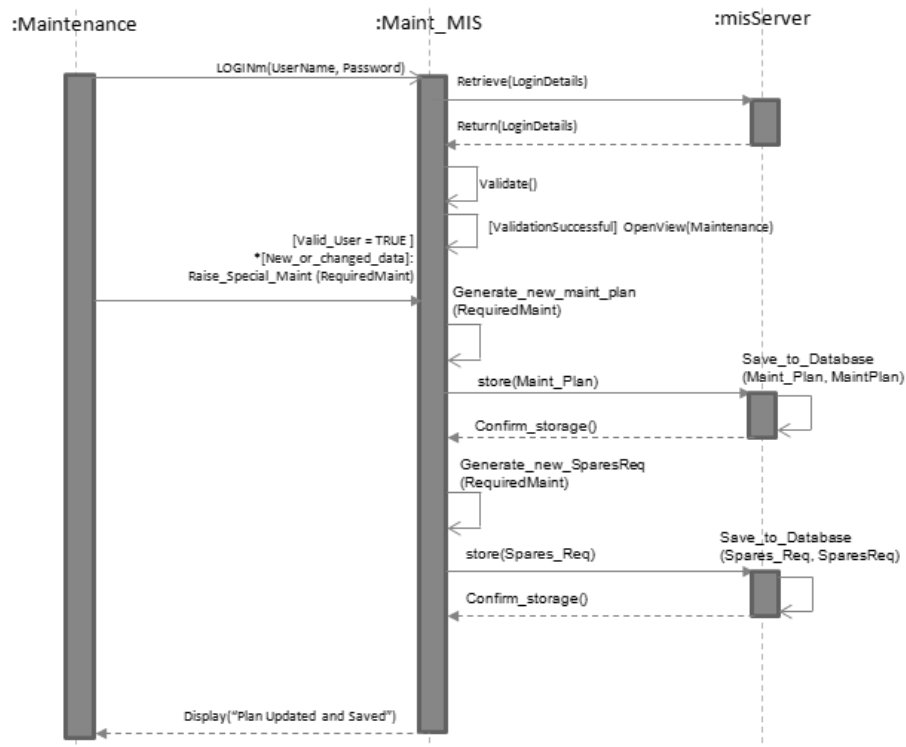 :Maintenance
:Maint_MIS
:misServer
LOGINm(UserName, Password)
Retrieve(LoginDetails)
Return(LoginDetails)
Validate()
[ValidationSuccessful] OpenView(Maintenance)
[Valid_User = TRUE ]
*[New_or_changed_data]:
Raise_Special_Maint (RequiredMaint)
Generate_new_maint_plan
(RequiredMaint)
Save_to_Database
(Maint_Plan, MaintPlan)
store(Maint_Plan)
Confirm_storage()
Generate_new_SparesReq
(RequiredMaint)
Save_to_Database
(Spares_Req, SparesReq)
store(Spares_Req)
Confirm_storage()
Display("Plan Updated and Saved")